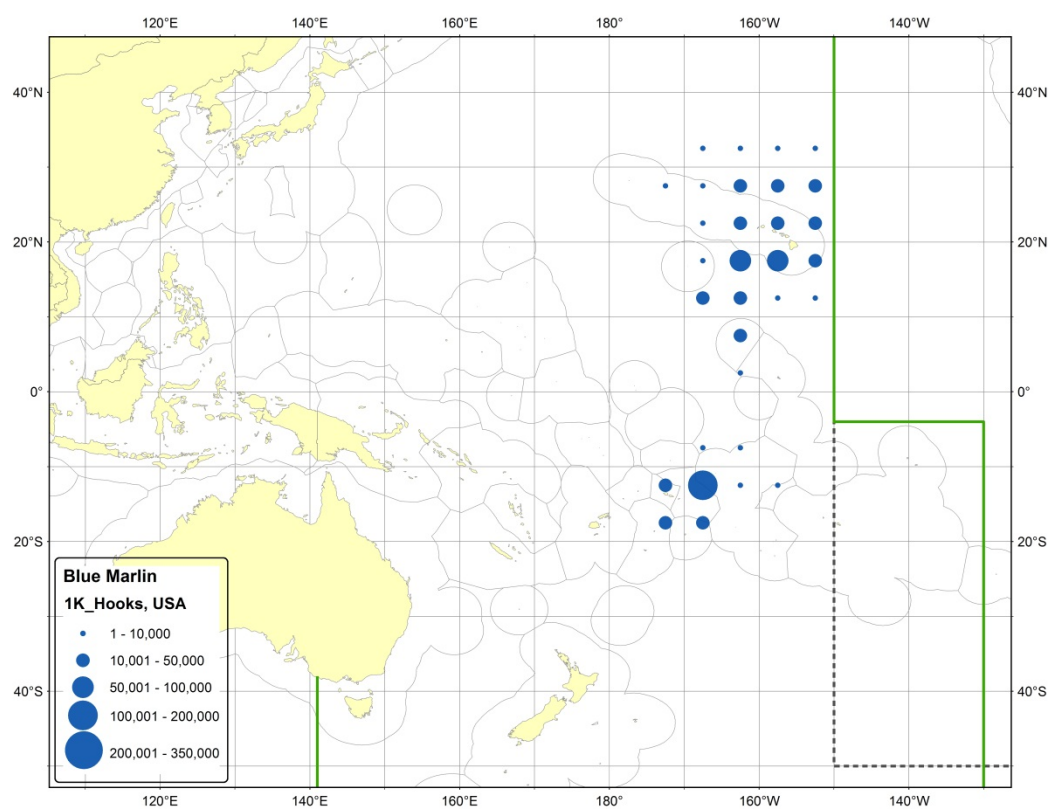 120°E 140°E 160°E 180° 160°W 140°W
40°N 40°N
20°N 20°N
0° 0°
20°S 20°S
40°S 40°S
Blue Marlin
1K_Hooks, USA
1 - 10,000
10,001 - 50,000
50,001 - 100,000
100,001 - 200,000
200,001 - 350,000
120°E 140°E 160°E 180° 160°W 140°W